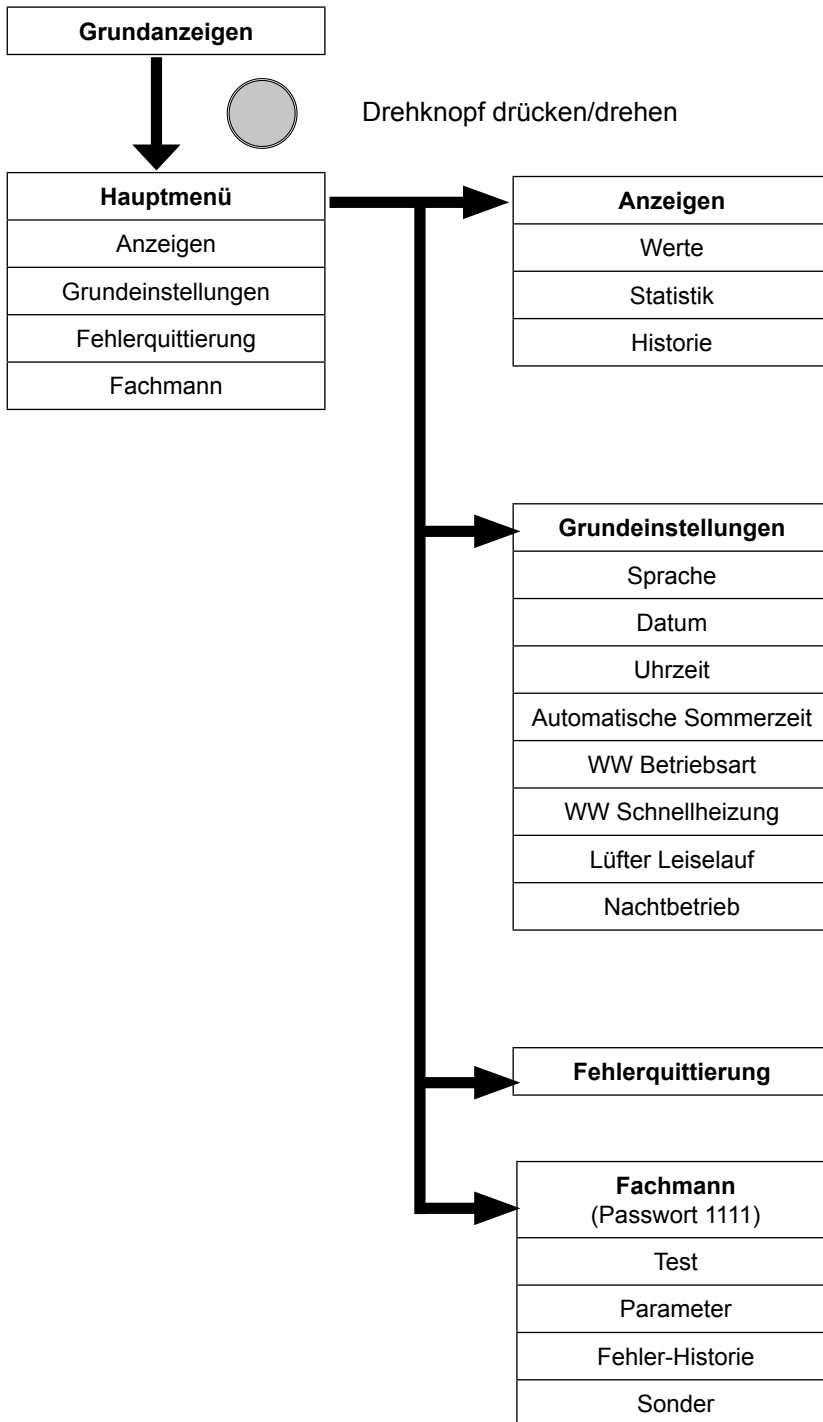 Grundanzeigen
Drehknopf drücken/drehen
Hauptmenü
Anzeigen
Grundeinstellungen
Fehlerquittierung
Fachmann
Anzeigen
Werte
Statistik
Historie
Grundeinstellungen
Sprache
Datum
Uhrzeit
Automatische Sommerzeit
WW Betriebsart
WW Schnellheizung
Lüfter Leiselauf
Nachtbetrieb
Fehlerquittierung
Fachmann
(Passwort 1111)
Test
Parameter
Fehler-Historie
Sonder